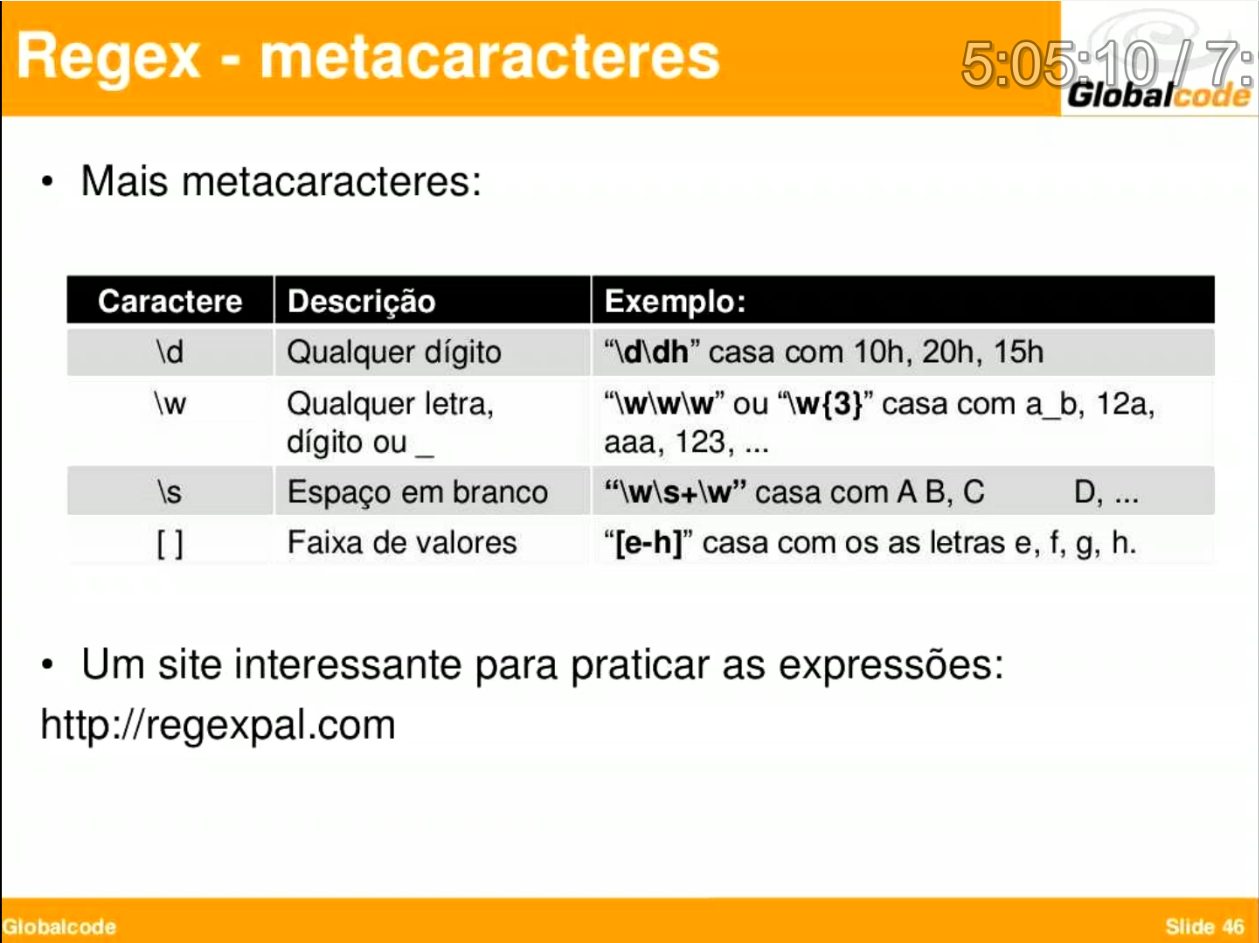 Regex - metacaracteres
5:05:10 / 7:
Globalcode
• Mais metacaracteres:
Caractere Descrição Exemplo:
\d Qualquer dígito “\d\dh” casa com 10h, 20h, 15h
\w Qualquer letra, “\w\w\w” ou “\w{3}” casa com a_b, 12a,
dígito ou _ aaa, 123, ...
\s Espaço em branco “\w\s+\w” casa com A B, C D, ...
[ ] Faixa de valores “[e-h]” casa com os as letras e, f, g, h.
• Um site interessante para praticar as expressões:
http://regexpal.com
Globalcode Slide 46